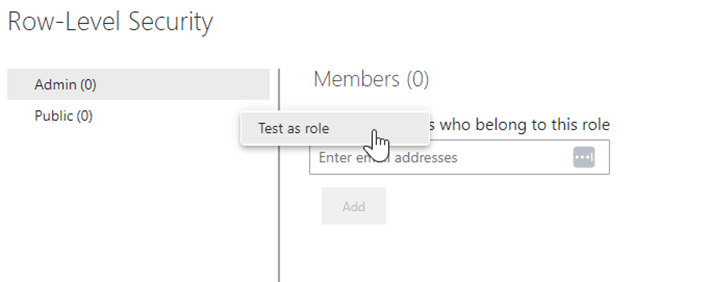 Row-Level Security
Admin (0)
Public (0)
Members (0)
Test as role
s who belong to this role
Enter email addresses
Add